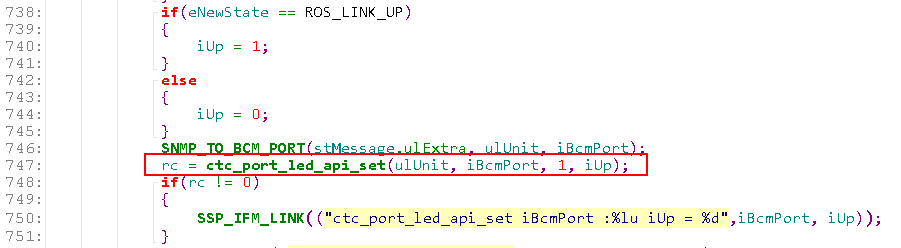 738: if(eNewState == ROS_LINK_UP)
739: {
740: iUp = 1;
741: }
742: else
743: {
744: iUp = 0;
745: }
746: SNMP_TO_BCM_PORT(stMessage.ulExtra, ulUnit, iBcmPort);
747: rc = ctc_port_led_api_set(ulUnit, iBcmPort, 1, iUp);
748: if(rc != 0)
749: {
750: SSP_IFM_LINK(("ctc_port_led_api_set iBcmPort :%lu iUp = %d",iBcmPort, iUp));
751: }